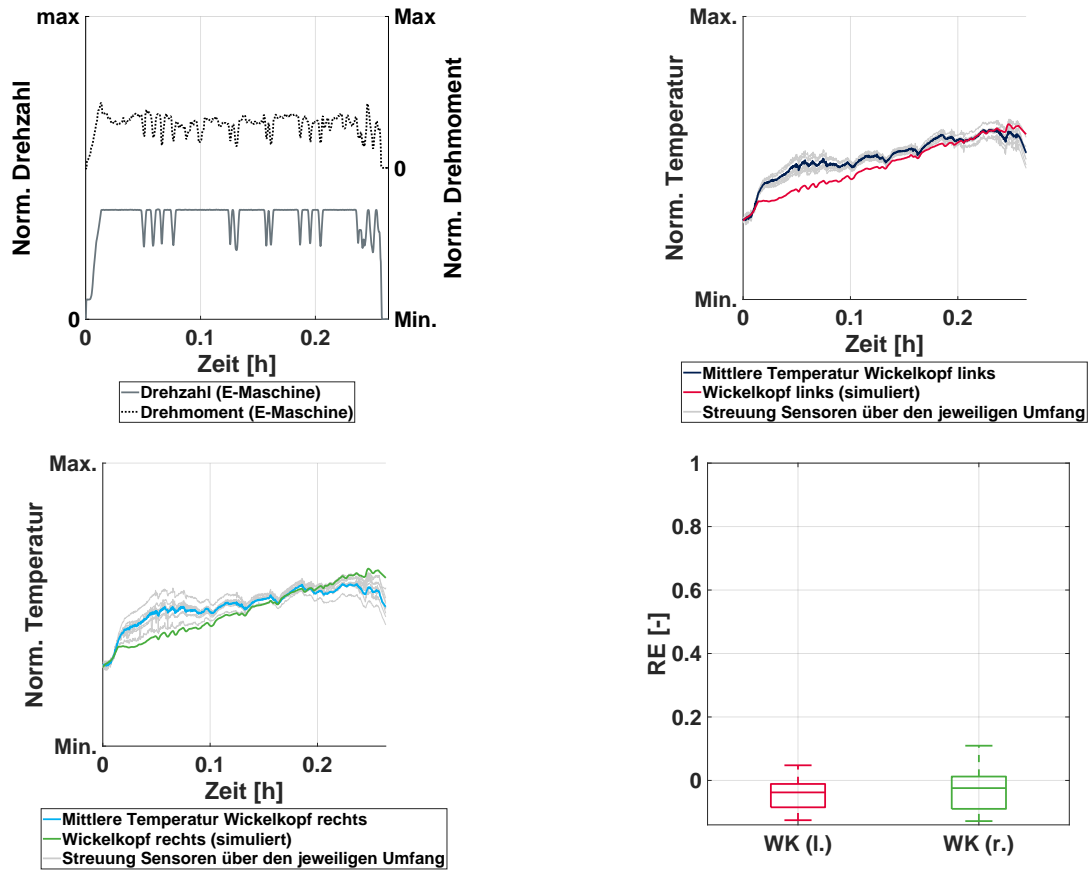 max
Max
Norm. Drehzahl
0
Norm. Drehmoment
0
Min.
0
0.1
0.2
Zeit [h]
Drehzahl (E-Maschine)
Drehmoment (E-Maschine)
Max.
Norm. Temperatur
Min.
0
0.1
0.2
Zeit [h]
Mittlere Temperatur Wickelkopf links
Wickelkopf links (simuliert)
Streuung Sensoren über den jeweiligen Umfang
Max.
Norm. Temperatur
Min.
0
0.1
0.2
Zeit [h]
Mittlere Temperatur Wickelkopf rechts
Wickelkopf rechts (simuliert)
Streuung Sensoren über den jeweiligen Umfang
1
0.8
0.6
0.4
0.2
0
RE [-]
WK (l.)
WK (r.)